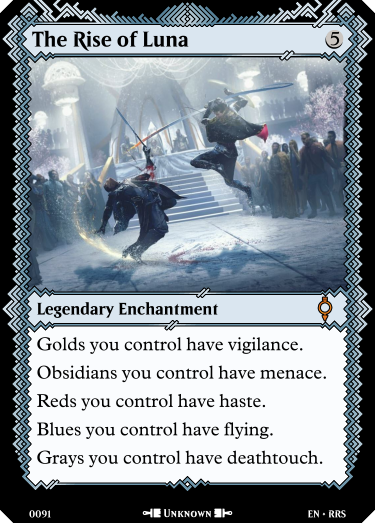 The Rise of Luna
5
Legendary Enchantment
Golds you control have vigilance.
Obsidians you control have menace.
Reds you control have haste.
Blues you control have flying.
Grays you control have deathtouch.
0091
Unknown
EN • RRS